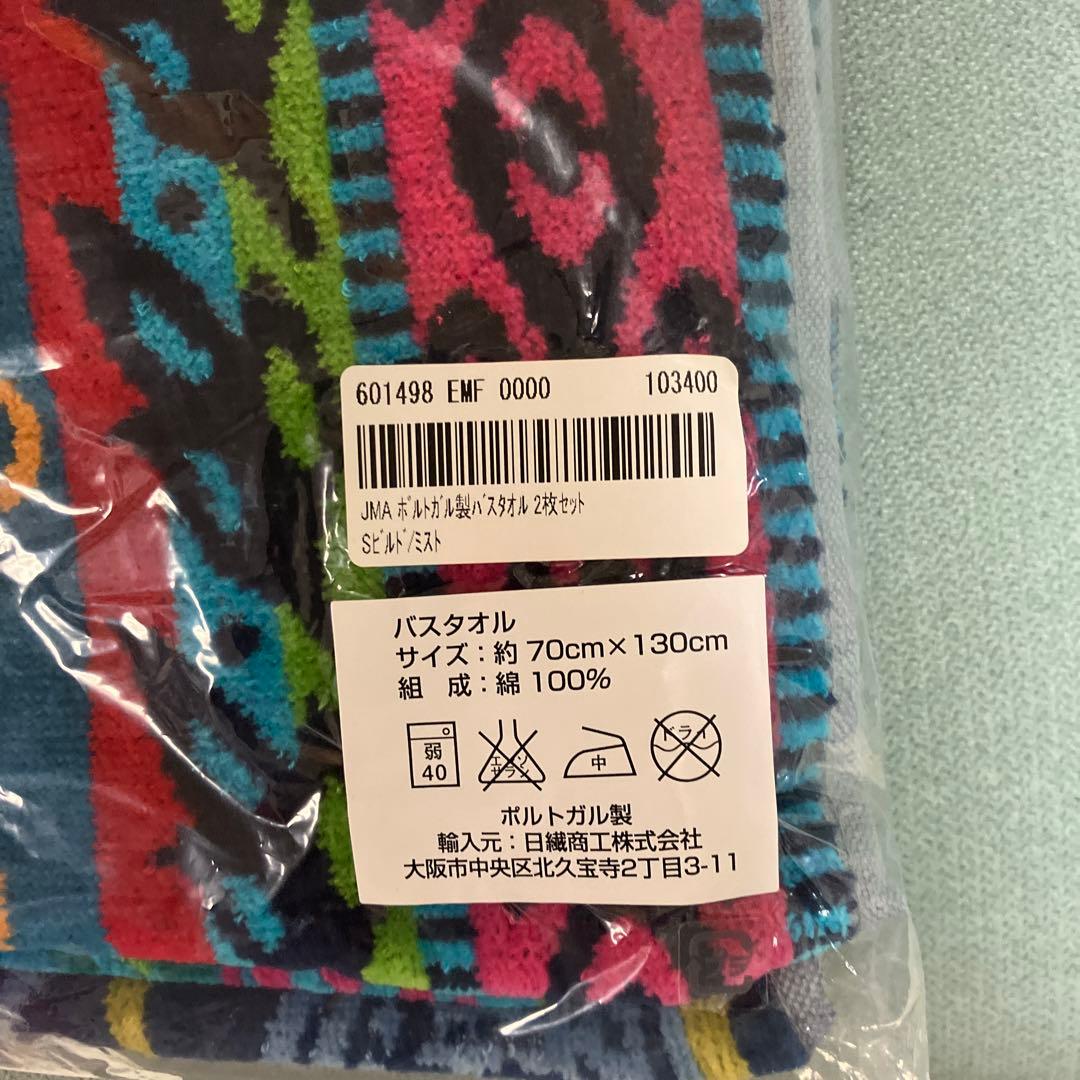 601498 EMF 0000 103400
JMA ﾎﾟﾙﾄｶﾞﾙ製ﾊﾞｽﾀｵﾙ 2枚ｾｯﾄ
Sﾋﾞﾙﾄﾞ/ﾐｽﾄ
バスタオル
サイズ：約 70cm×130cm
組 成：綿 100%
弱 40 エンソ サラシ 中 ドライ
ポルトガル製
輸入元：日繊商工株式会社
大阪市中央区北久宝寺2丁目3-11